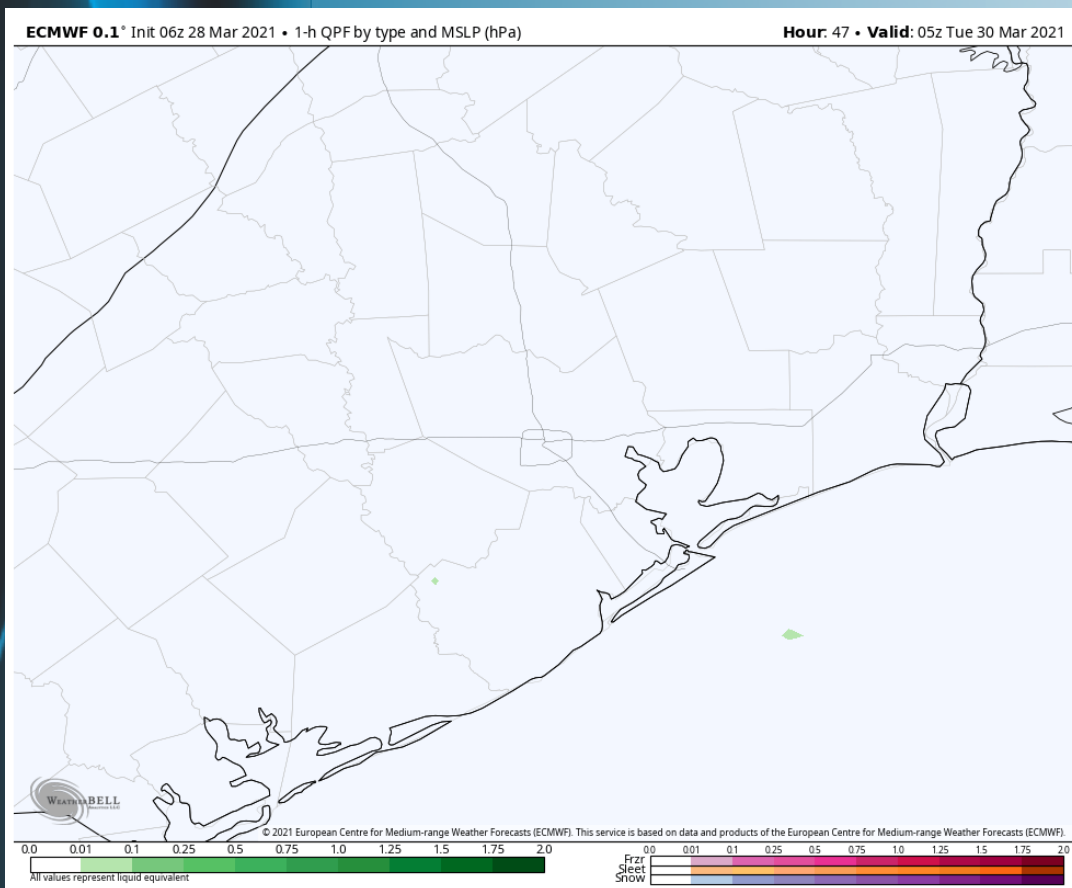 ECMWF 0.1° Init 06z 28 Mar 2021 • 1-h QPF by type and MSLP (hPa)
Hour: 47 • Valid: 05z Tue 30 Mar 2021
WEATHERBELL
© 2021 European Centre for Medium-range Weather Forecasts (ECMWF). This service is based on data and products of the European Centre for Medium-range Weather Forecasts (ECMWF).
0.0 0.01 0.1 0.25 0.5 0.75 1.0 1.25 1.5 1.75 2.0
All values represent liquid equivalent
0.0 0.01 0.1 0.25 0.5 0.75 1.0 1.25 1.5 1.75 2.0
Frzr
Sleet
Snow